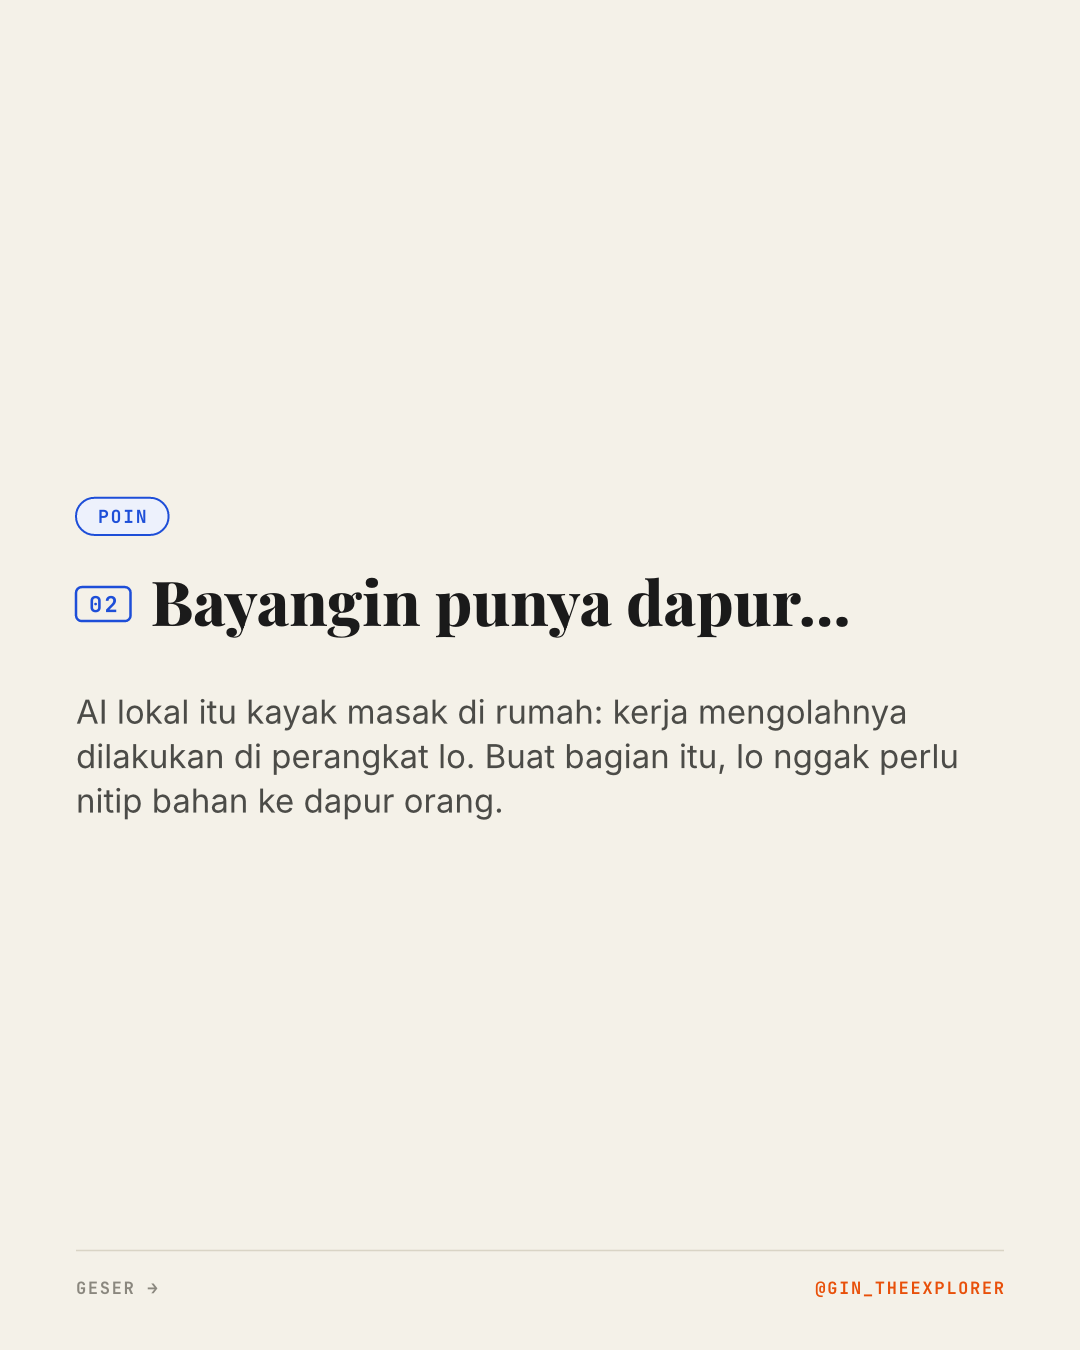 POIN
02 Bayangin punya dapur...
AI lokal itu kayak masak di rumah: kerja mengolahnya
dilakukan di perangkat lo. Buat bagian itu, lo nggak perlu
nitip bahan ke dapur orang.
GESER →
@GIN_THEEXPLORER